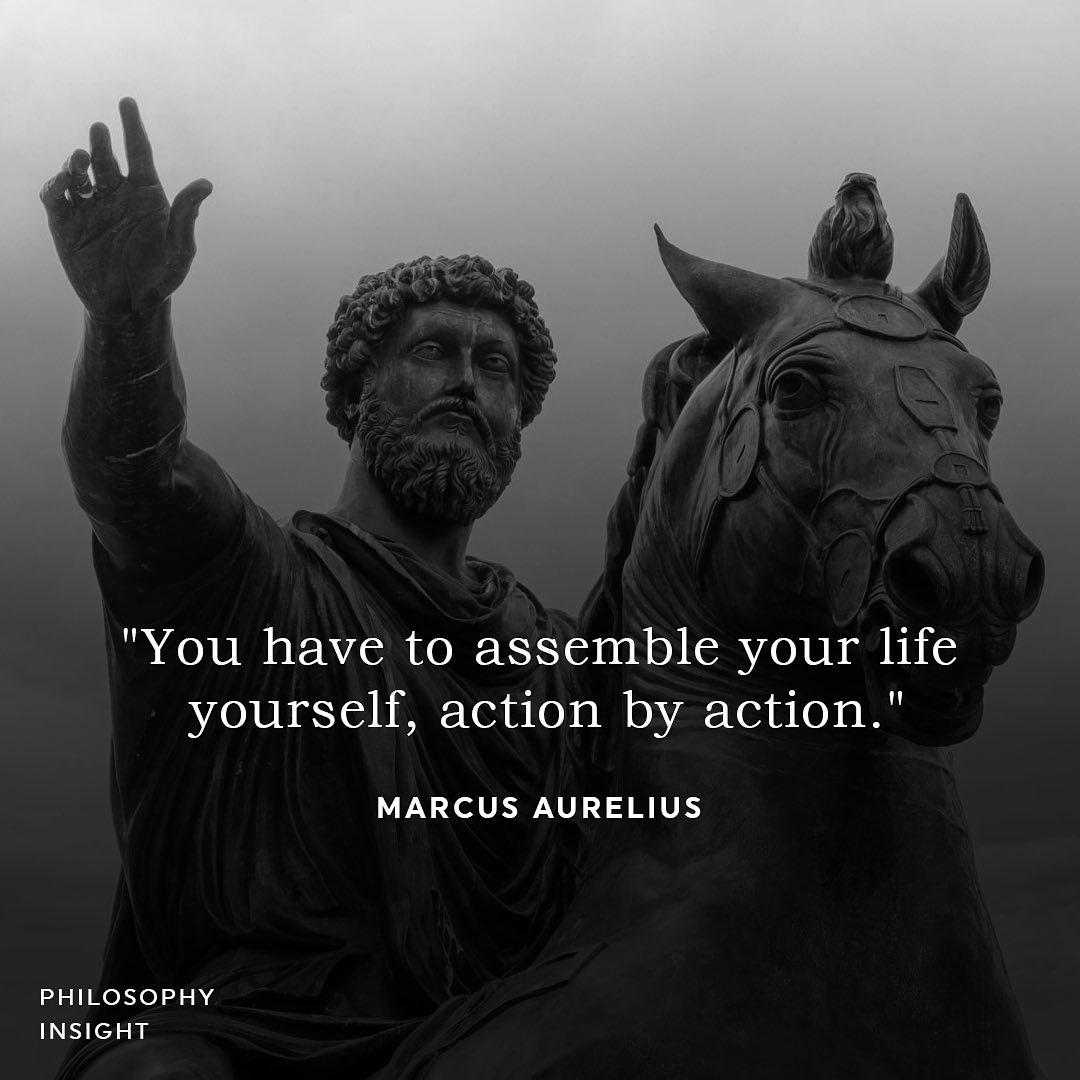 "You have to assemble your life
yourself, action by action."
MARCUS AURELIUS
PHILOSOPHY
INSIGHT